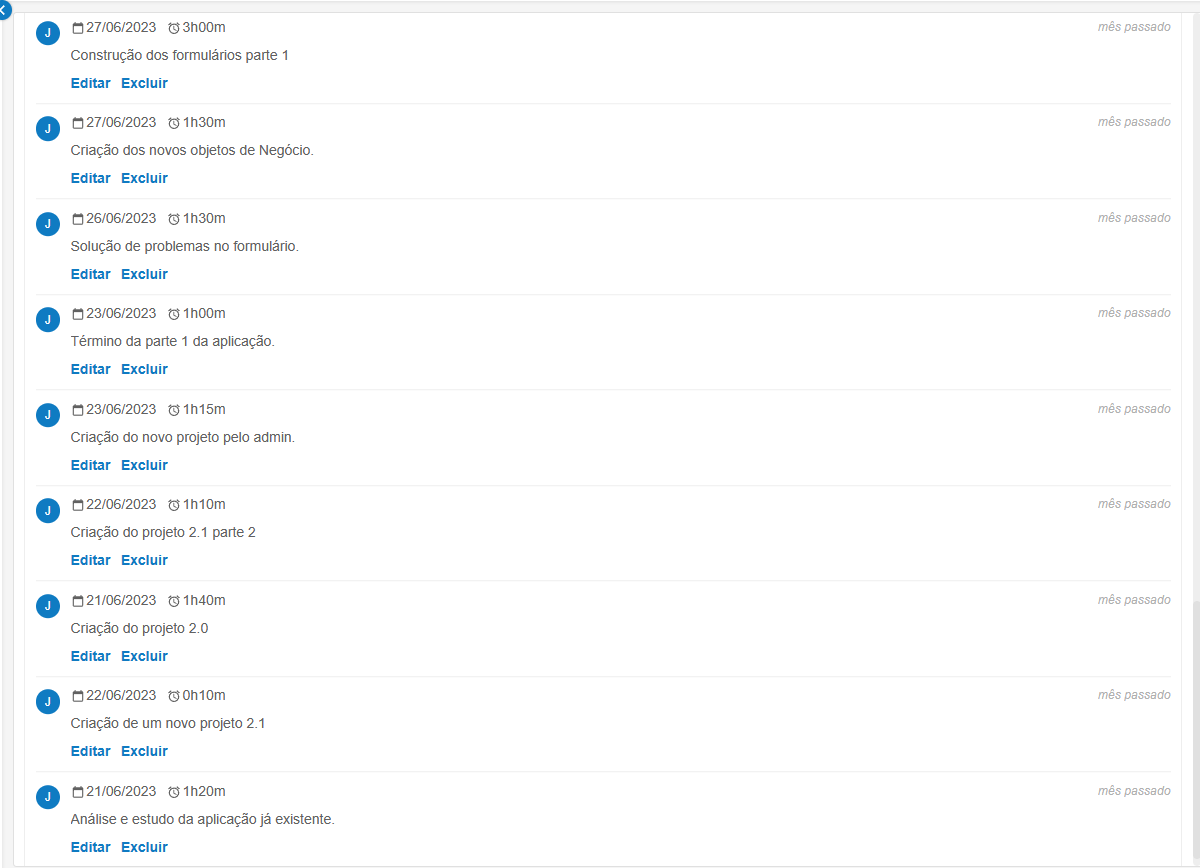 J 27/06/2023 3h00m mês passado
Construção dos formulários parte 1
Editar Excluir
J 27/06/2023 1h30m mês passado
Criação dos novos objetos de Negócio.
Editar Excluir
J 26/06/2023 1h30m mês passado
Solução de problemas no formulário.
Editar Excluir
J 23/06/2023 1h00m mês passado
Término da parte 1 da aplicação.
Editar Excluir
J 23/06/2023 1h15m mês passado
Criação do novo projeto pelo admin.
Editar Excluir
J 22/06/2023 1h10m mês passado
Criação do projeto 2.1 parte 2
Editar Excluir
J 21/06/2023 1h40m mês passado
Criação do projeto 2.0
Editar Excluir
J 22/06/2023 0h10m mês passado
Criação de um novo projeto 2.1
Editar Excluir
J 21/06/2023 1h20m mês passado
Análise e estudo da aplicação já existente.
Editar Excluir